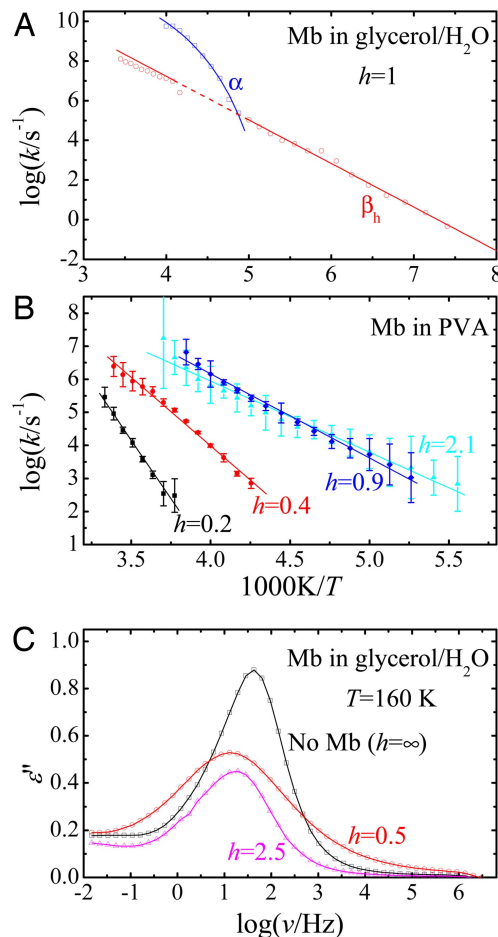 A
Mb in glycerol/H₂O
h=1
α
βₕ
log(k/s⁻¹)
10
8
6
4
2
0
-2
3 4 5 6 7 8
B
Mb in PVA
h=2.1
h=0.9
h=0.4
h=0.2
log(k/s⁻¹)
8
7
6
5
4
3
2
1
3.5 4.0 4.5 5.0 5.5
1000K/T
C
Mb in glycerol/H₂O
T=160 K
No Mb (h=∞)
h=0.5
h=2.5
ε"
1.0
0.8
0.6
0.4
0.2
0.0
-2 -1 0 1 2 3 4 5 6
log(ν/Hz)